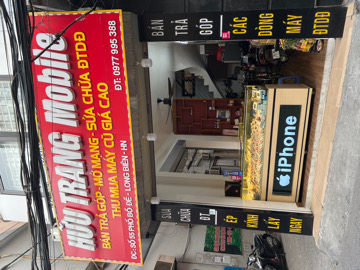 HỮU TRANG Mobile
BÁN TRẢ GÓP - MỞ MẠNG - SỬA CHỮA ĐTDĐ
THU MUA MÁY CŨ GIÁ CAO
ĐC: SỐ 55 PHỐ BỒ ĐỀ - LONG BIÊN - HN
ĐT: 0977 995 388
BÁN TRẢ GÓP CÁC DÒNG MÁY ĐTDĐ
iPhone
SỬA CHỮA ĐT ÉP KÍNH LẤY NGAY